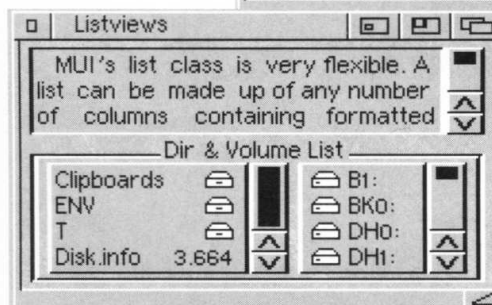 Listviews
MUI's list class is very flexible. A
list can be made up of any number
of columns containing formatted
Dir & Volume List
Clipboards
ENV
T
Disk.info 3.664
B1:
BK0:
DH0:
DH1: